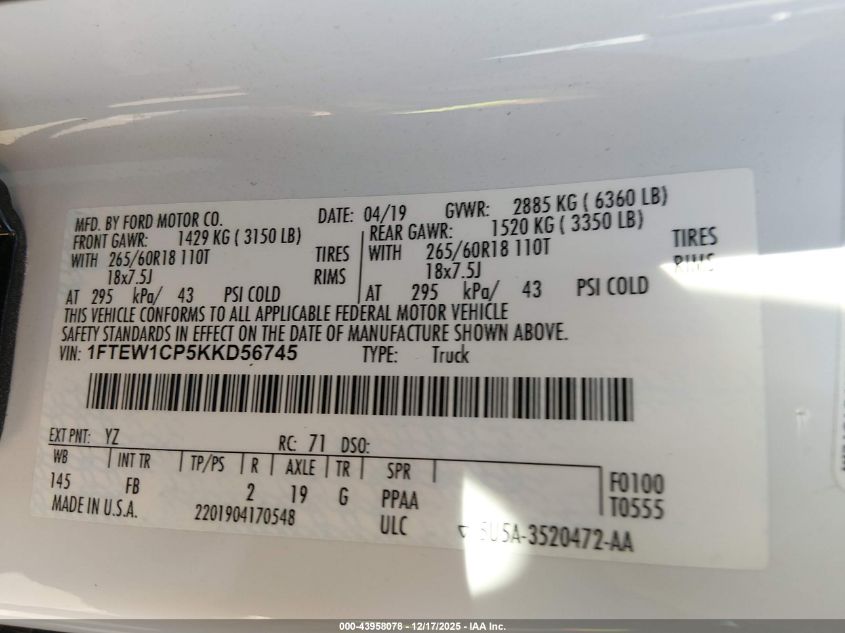 MFD. BY FORD MOTOR CO. DATE: 04/19 GVWR: 2885 KG ( 6360 LB)
FRONT GAWR: 1429 KG ( 3150 LB) REAR GAWR: 1520 KG ( 3350 LB)
WITH 265/60R18 110T TIRES WITH 265/60R18 110T TIRES
18x7.5J RIMS 18x7.5J RIMS
AT 295 kPa/ 43 PSI COLD AT 295 kPa/ 43 PSI COLD
THIS VEHICLE CONFORMS TO ALL APPLICABLE FEDERAL MOTOR VEHICLE
SAFETY STANDARDS IN EFFECT ON THE DATE OF MANUFACTURE SHOWN ABOVE.
VIN: 1FTEW1CP5KKD56745 TYPE: Truck
EXT PNT: YZ RC: 71 DSO:
WB INT TR TP/PS R AXLE TR SPR
145 FB 2 19 G PPAA F0100
MADE IN U.S.A. 2201904170548 ULC T0555
-3520472-AA
000-43958078 - 12/17/2025 - IAA Inc.